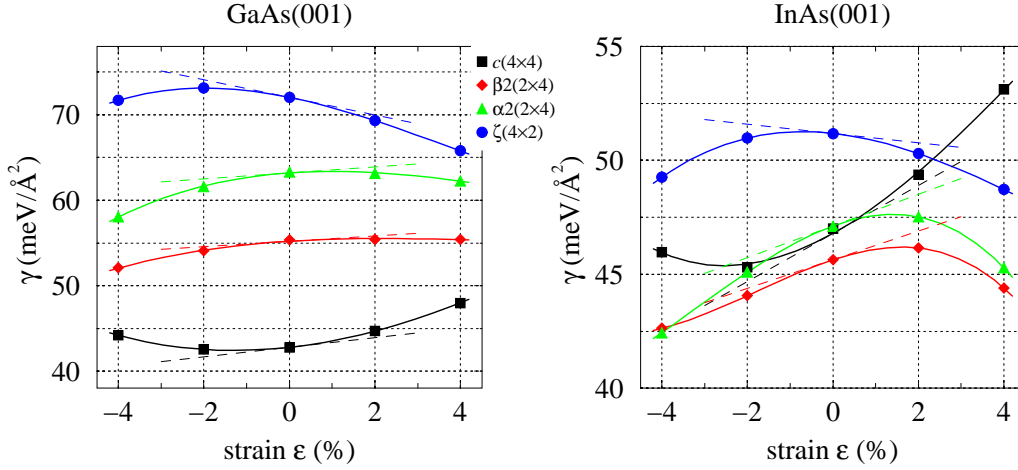 GaAs(001)
InAs(001)
γ (meV/Å²)
70
60
50
40
−4
−2
0
2
4
strain ε (%)
c(4×4)
β2(2×4)
α2(2×4)
ζ(4×2)
γ (meV/Å²)
55
50
45
40
−4
−2
0
2
4
strain ε (%)